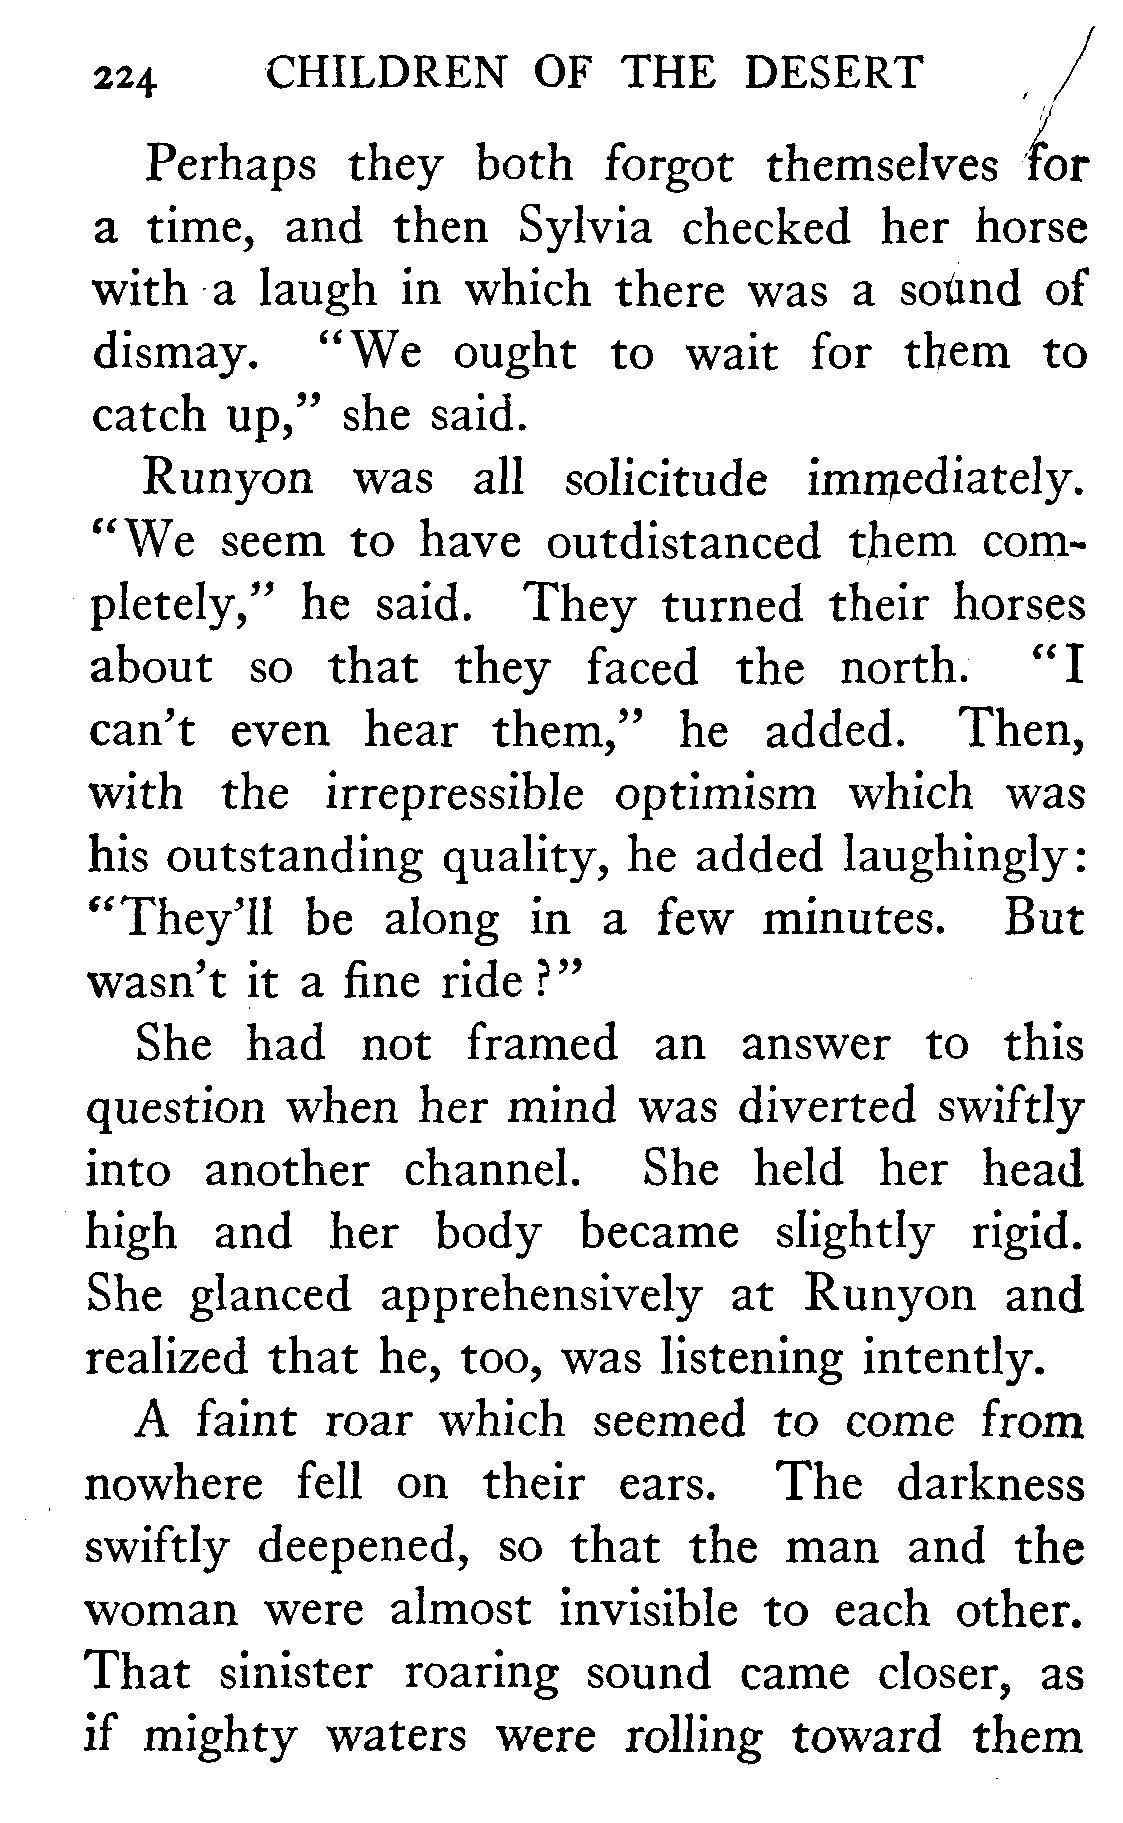 224 CHILDREN OF THE DESERT
Perhaps they both forgot themselves for
a time, and then Sylvia checked her horse
with a laugh in which there was a sound of
dismay. “We ought to wait for them to
catch up,” she said.
Runyon was all solicitude immediately.
“We seem to have outdistanced them com-
pletely,” he said. They turned their horses
about so that they faced the north. “I
can’t even hear them,” he added. Then,
with the irrepressible optimism which was
his outstanding quality, he added laughingly:
“They’ll be along in a few minutes. But
wasn’t it a fine ride?”
She had not framed an answer to this
question when her mind was diverted swiftly
into another channel. She held her head
high and her body became slightly rigid.
She glanced apprehensively at Runyon and
realized that he, too, was listening intently.
A faint roar which seemed to come from
nowhere fell on their ears. The darkness
swiftly deepened, so that the man and the
woman were almost invisible to each other.
That sinister roaring sound came closer, as
if mighty waters were rolling toward them